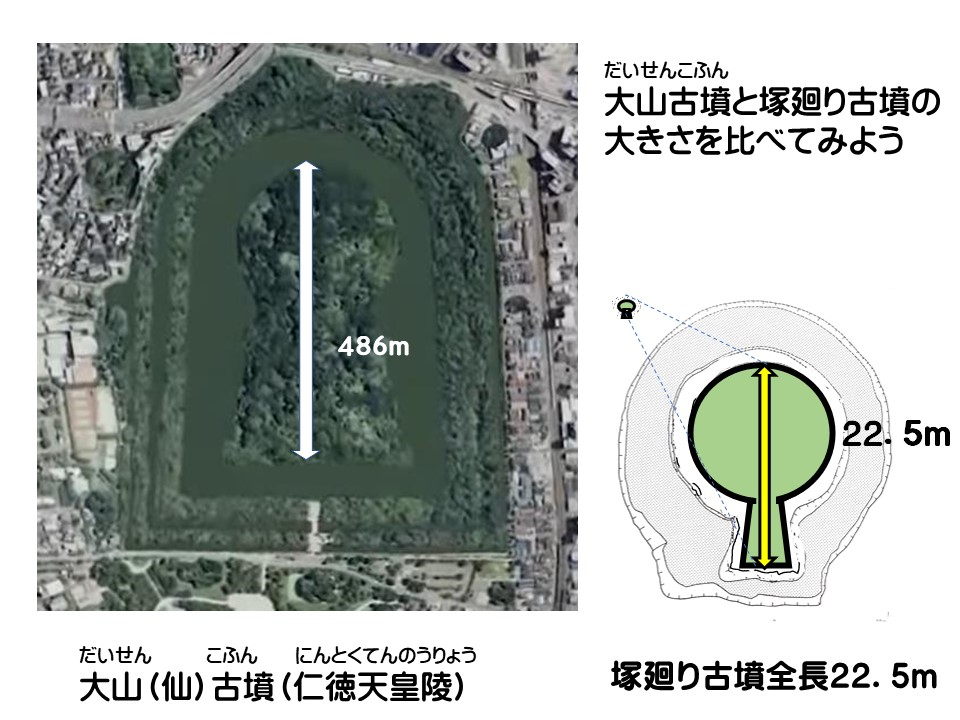 だいせんこふん
大山古墳と塚廻り古墳の
大きさを比べてみよう
486m
22．5m
だいせん こふん にんとくてんのうりょう
大山（仙）古墳（仁徳天皇陵）
塚廻り古墳全長22．5m